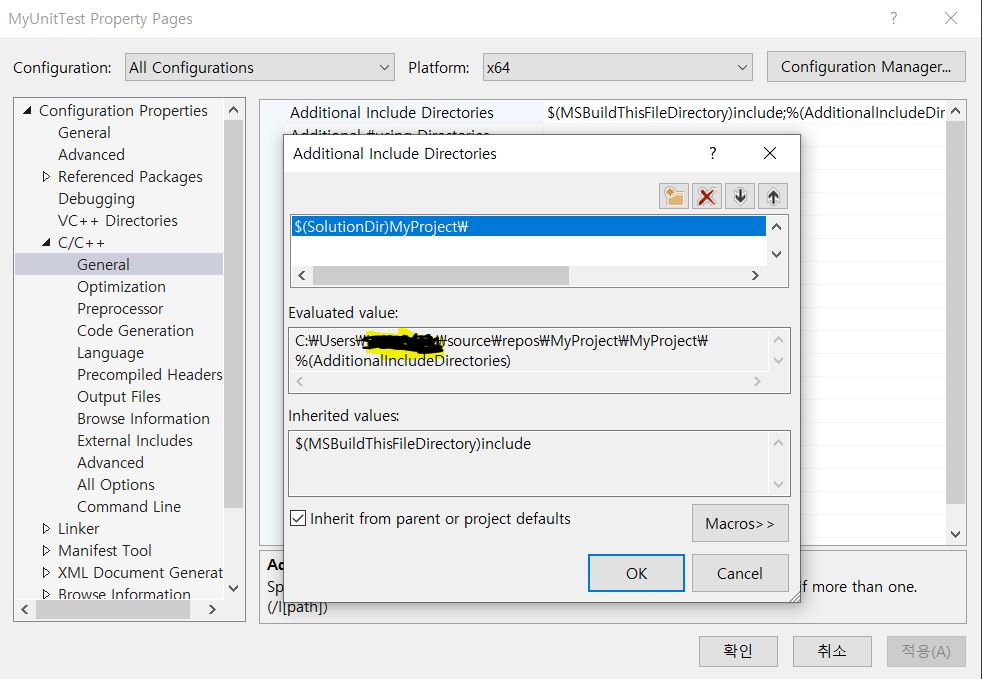 MyUnitTest Property Pages
?
Configuration:
All Configurations
Platform:
x64
Configuration Manager...
Configuration Properties
General
Advanced
Referenced Packages
Debugging
VC++ Directories
C/C++
General
Optimization
Preprocessor
Code Generation
Language
Precompiled Headers
Output Files
Browse Information
External Includes
Advanced
All Options
Command Line
Linker
Manifest Tool
XML Document Generat
Browse Information
Additional Include Directories
$(MSBuildThisFileDirectory)include;%(AdditionalIncludeDir
Additional #using Directories
Additional Include Directories
?
$(SolutionDir)MyProject₩
Evaluated value:
C:₩Users₩ ₩source₩repos₩MyProject₩MyProject₩
%(AdditionalIncludeDirectories)
Inherited values:
$(MSBuildThisFileDirectory)include
Inherit from parent or project defaults
Macros>>
OK
Cancel
Ad
Sp
if more than one.
(/I[path])
확인
취소
적용(A)